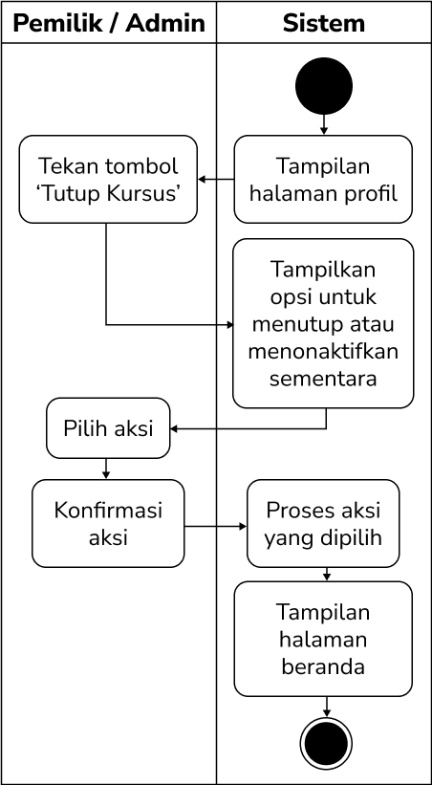 Pemilik / Admin
Sistem
Tampilan
halaman profil
Tekan tombol
‘Tutup Kursus’
Tampilkan
opsi untuk
menutup atau
menonaktifkan
sementara
Pilih aksi
Konfirmasi
aksi
Proses aksi
yang dipilih
Tampilan
halaman
beranda